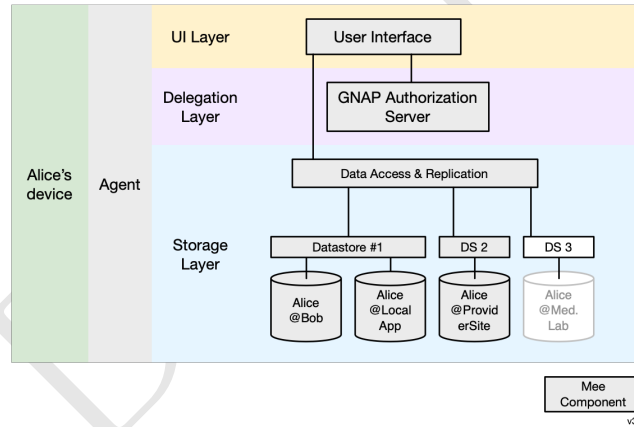 UI Layer
User Interface
Delegation
Layer
GNAP Authorization
Server
Alice's
device
Agent
Data Access & Replication
Storage
Layer
Datastore #1
DS 2
DS 3
Alice
@Bob
Alice
@Local
App
Alice
@Provid
erSite
Alice
@Med.
Lab
Mee
Component